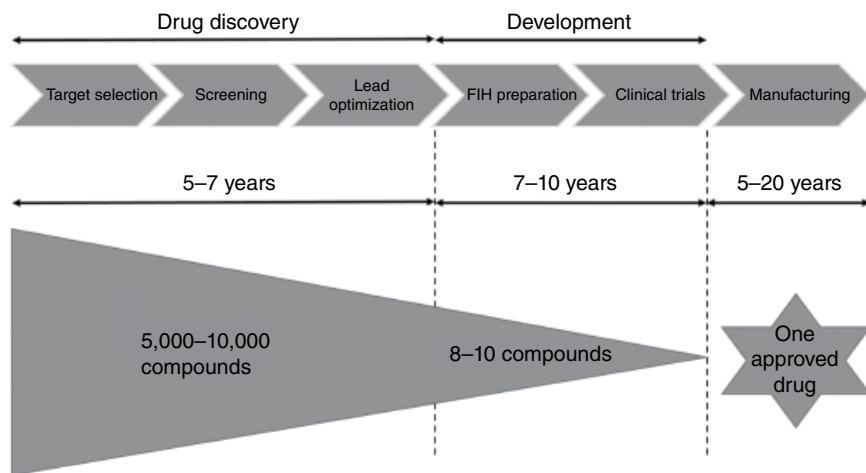 Drug discovery
Development
Target selection
Screening
Lead
optimization
FIH preparation
Clinical trials
Manufacturing
5–7 years
7–10 years
5–20 years
5,000–10,000
compounds
8–10 compounds
One
approved
drug